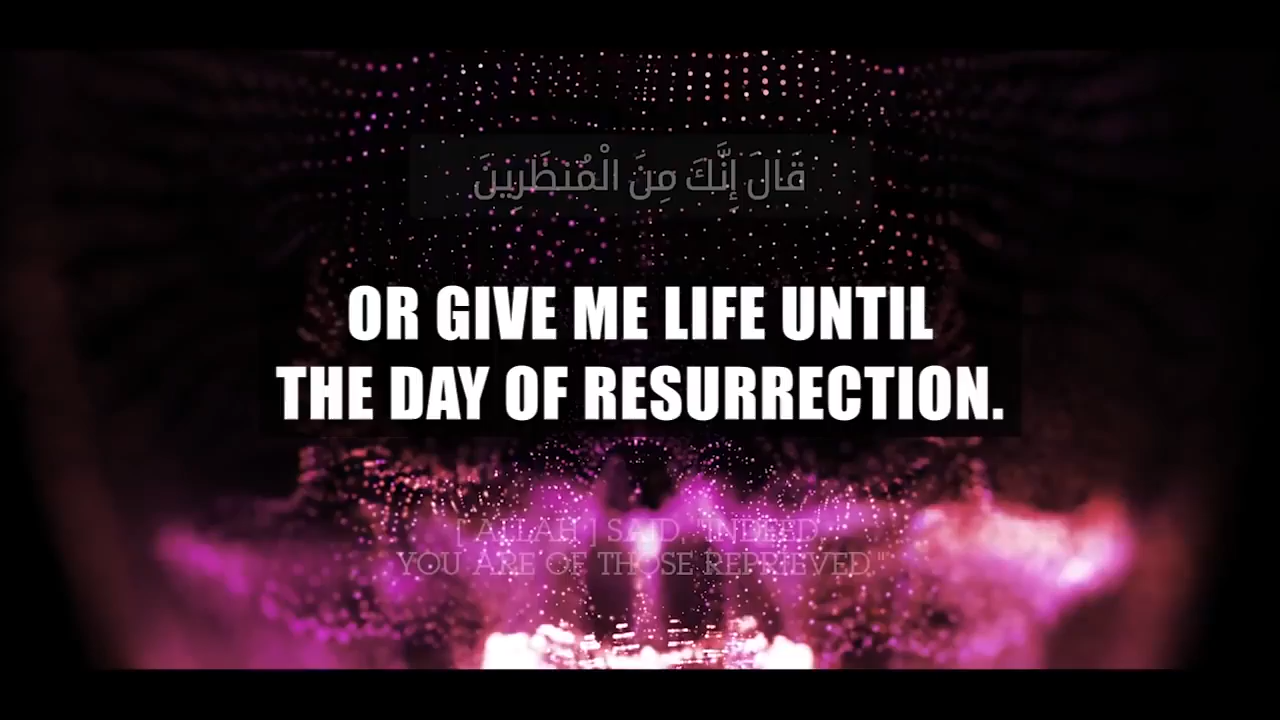 قَالَ إِنَّكَ مِنَ الْمُنظَرِينَ
OR GIVE ME LIFE UNTIL
THE DAY OF RESURRECTION.
[ ALLAH ] SAID, "INDEED,
YOU ARE OF THOSE REPRIEVED."